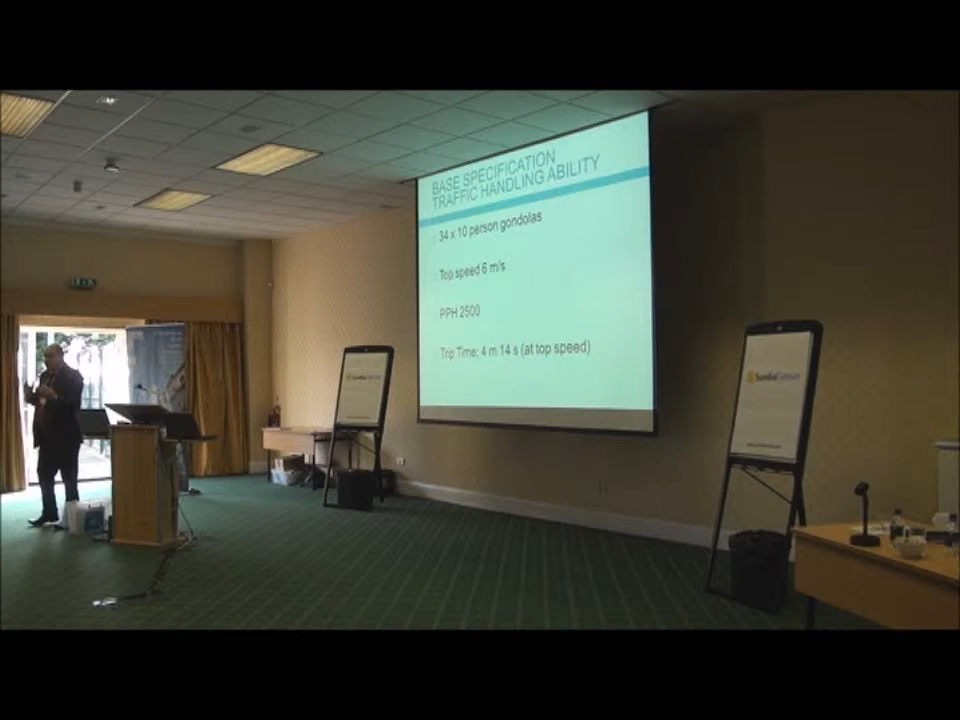 BASE SPECIFICATION
TRAFFIC HANDLING ABILITY
34 x 10 person gondolas
Top speed 6 m/s
PPH 2500
Trip Time; 4 m 14 s (at top speed)